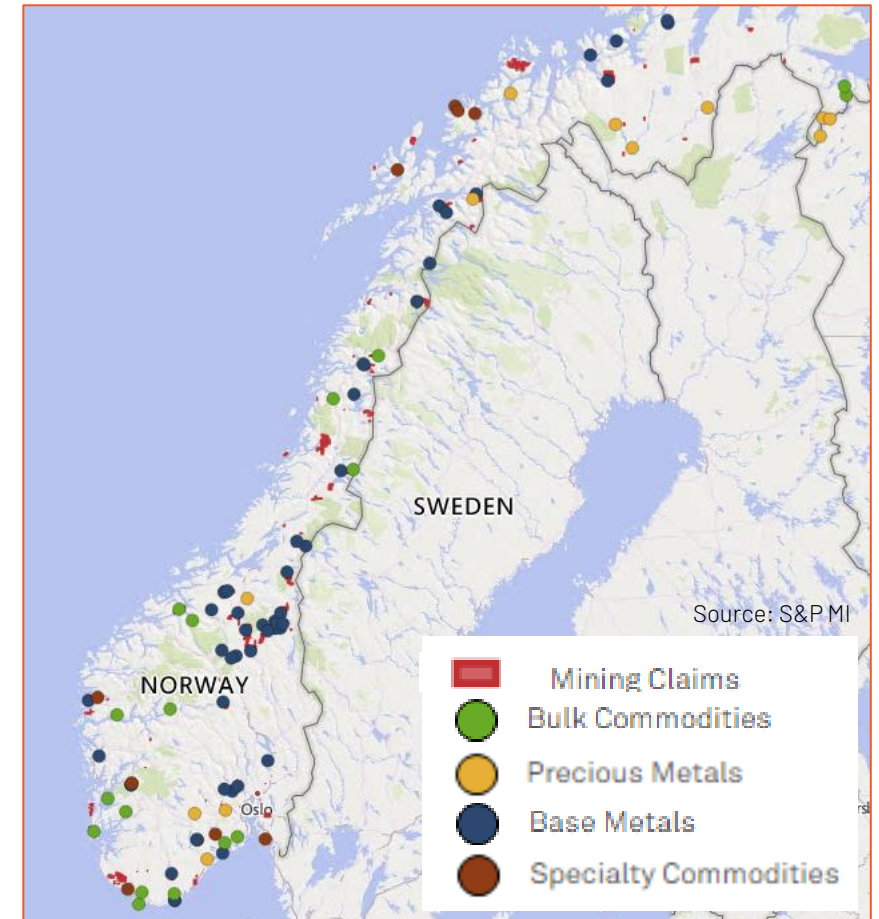 SWEDEN
Source: S&P MI
NORWAY
Oslo
Mining Claims
Bulk Commodities
Precious Metals
Base Metals
Specialty Commodities